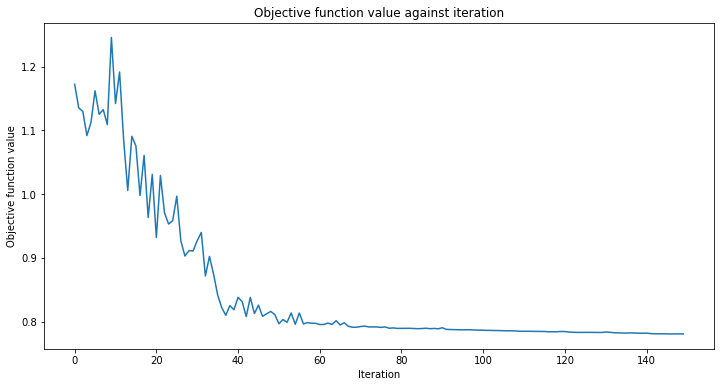 Objective function value against iteration
Objective function value
1.2
1.1
1.0
0.9
0.8
0 20 40 60 80 100 120 140
Iteration